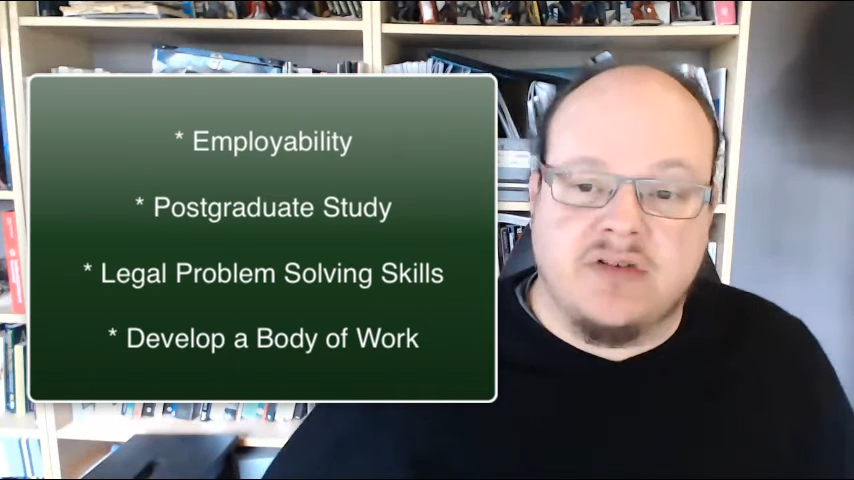 * Employability
* Postgraduate Study
* Legal Problem Solving Skills
* Develop a Body of Work